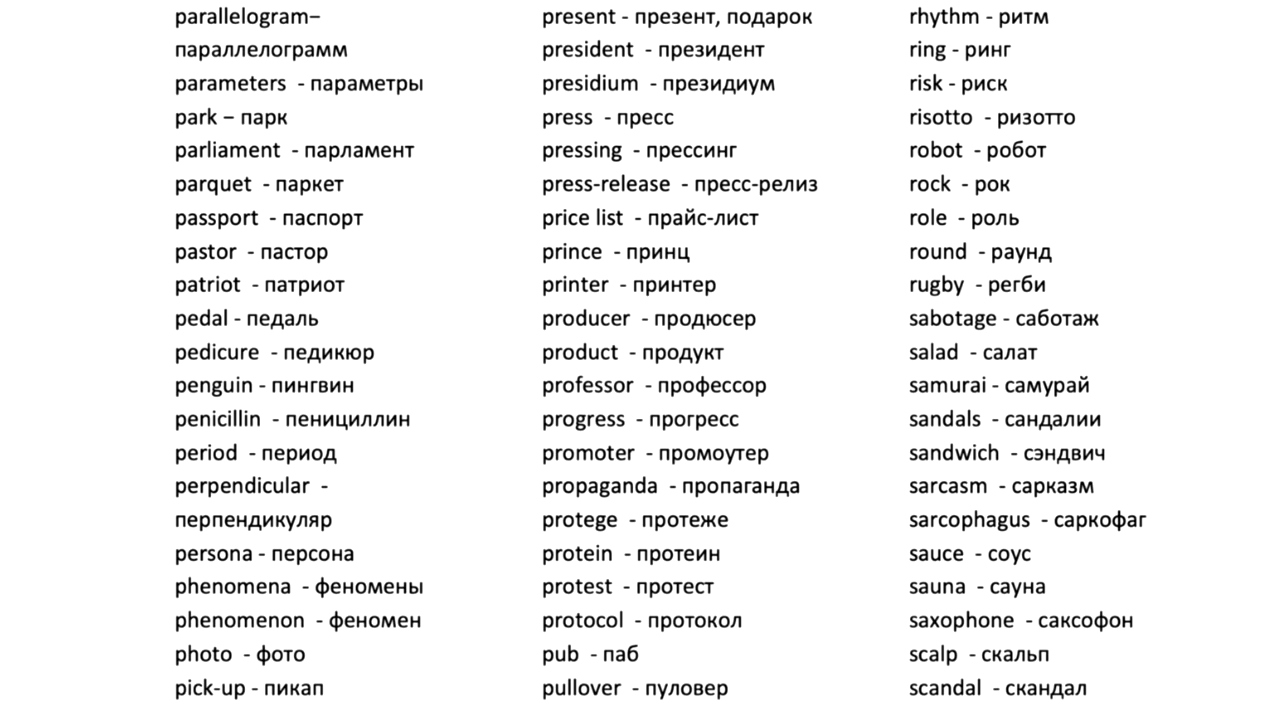 parallelogram–
параллелограмм
parameters - параметры
park – парк
parliament - парламент
parquet - паркет
passport - паспорт
pastor - пастор
patriot - патриот
pedal - педаль
pedicure - педикюр
penguin - пингвин
penicillin - пенициллин
period - период
perpendicular -
перпендикуляр
persona - персона
phenomena - феномены
phenomenon - феномен
photo - фото
pick-up - пикап
present - презент, подарок
president - президент
presidium - президиум
press - пресс
pressing - прессинг
press-release - пресс-релиз
price list - прайс-лист
prince - принц
printer - принтер
producer - продюсер
product - продукт
professor - профессор
progress - прогресс
promoter - промоутер
propaganda - пропаганда
protege - протеже
protein - протеин
protest - протест
protocol - протокол
pub - паб
pullover - пуловер
rhythm - ритм
ring - ринг
risk - риск
risotto - ризотто
robot - робот
rock - рок
role - роль
round - раунд
rugby - регби
sabotage - саботаж
salad - салат
samurai - самурай
sandals - сандалии
sandwich - сэндвич
sarcasm - сарказм
sarcophagus - саркофаг
sauce - соус
sauna - сауна
saxophone - саксофон
scalp - скальп
scandal - скандал